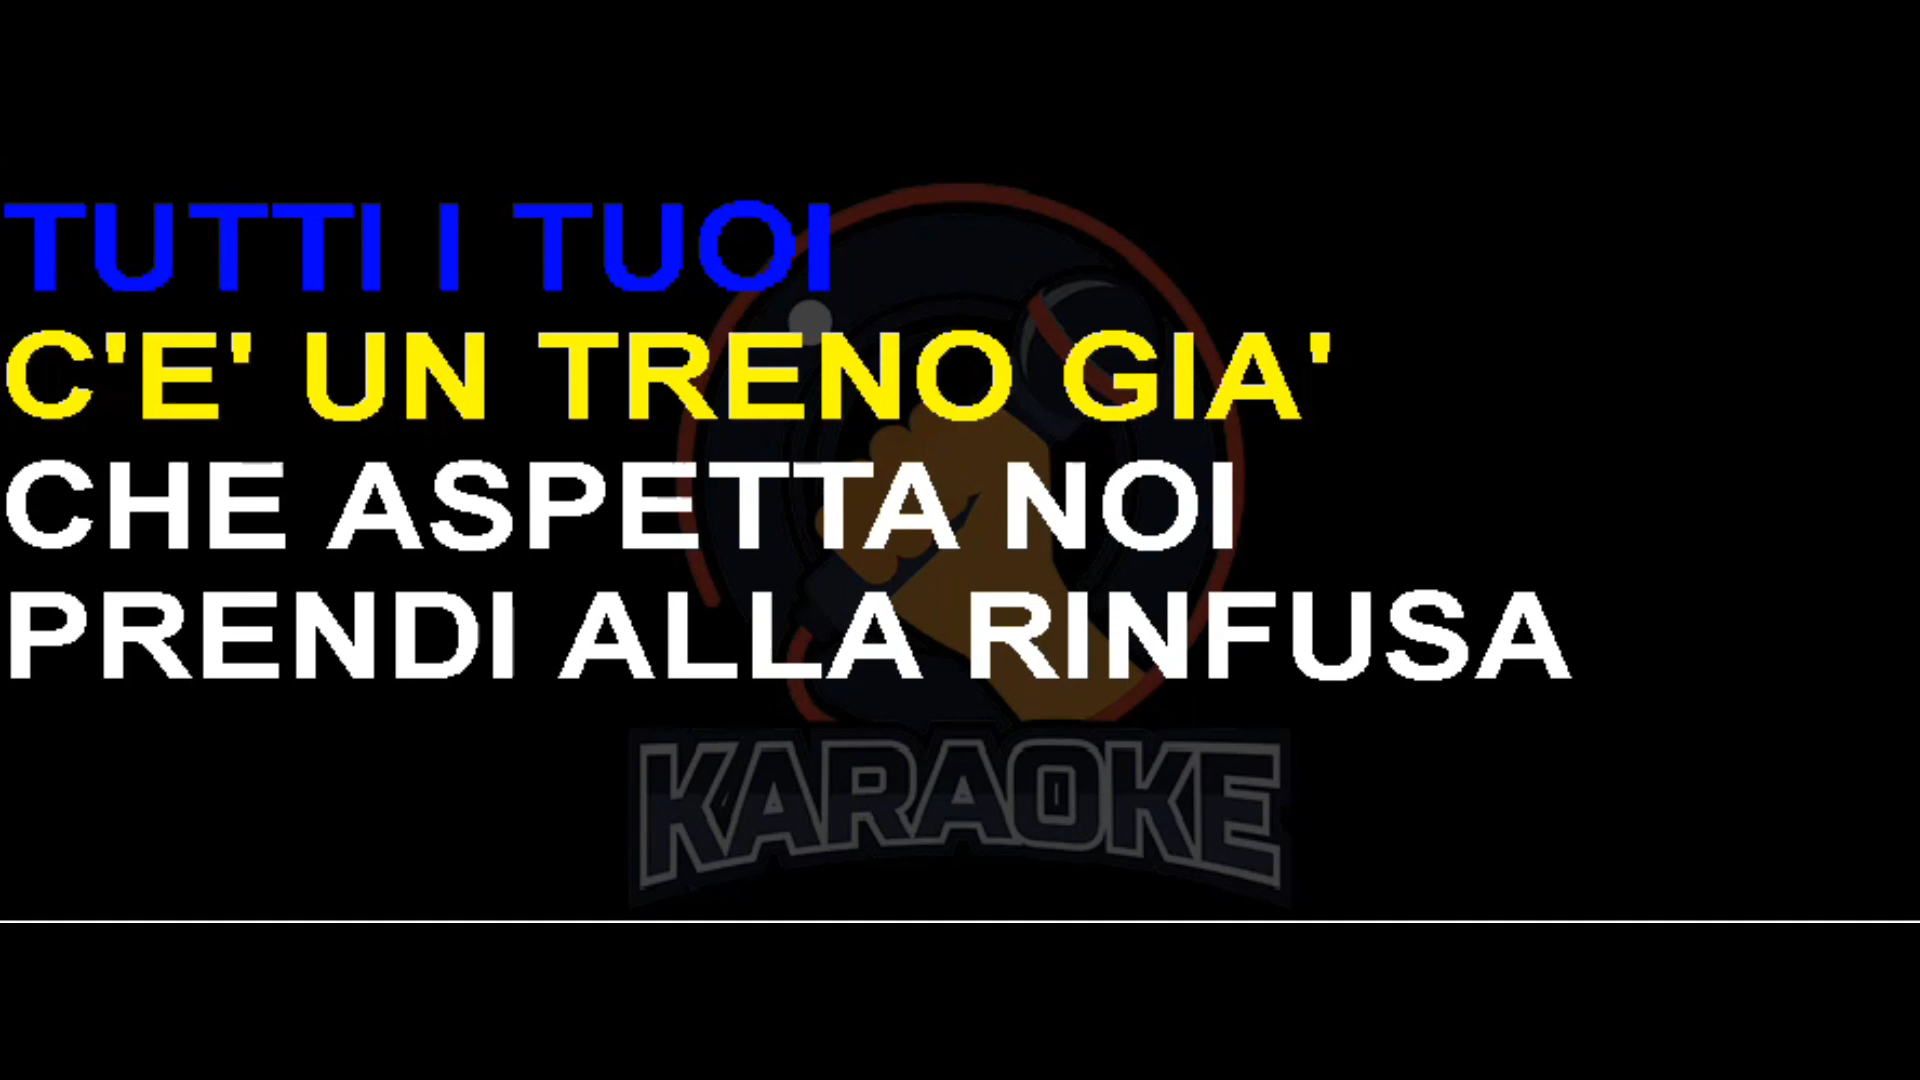 TUTTI I TUOI
C'E' UN TRENO GIA'
CHE ASPETTA NOI
PRENDI ALLA RINFUSA
KARAOKE